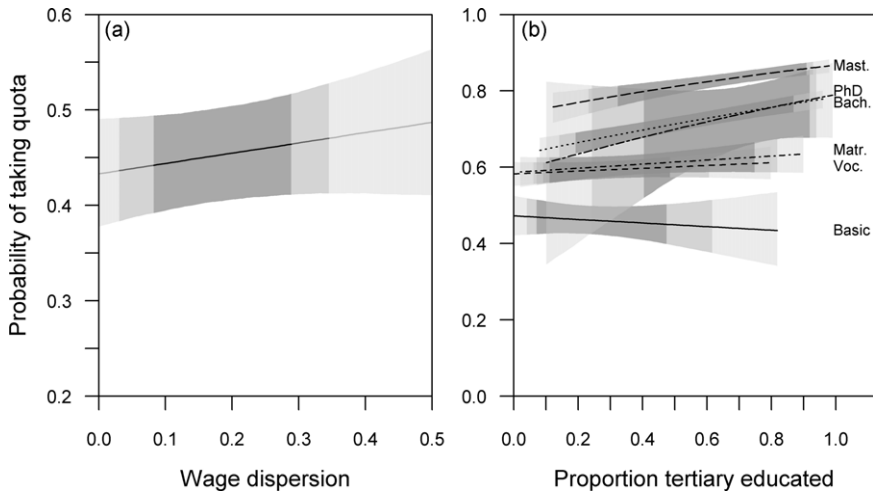 (a)
0.6
0.5
0.4
0.3
0.2
Probability of taking quota
0.0 0.1 0.2 0.3 0.4 0.5
Wage dispersion
(b)
1.0
0.8
0.6
0.4
0.2
0.0
Mast.
PhD
Bach.
Matr.
Voc.
Basic
0.0 0.2 0.4 0.6 0.8 1.0
Proportion tertiary educated